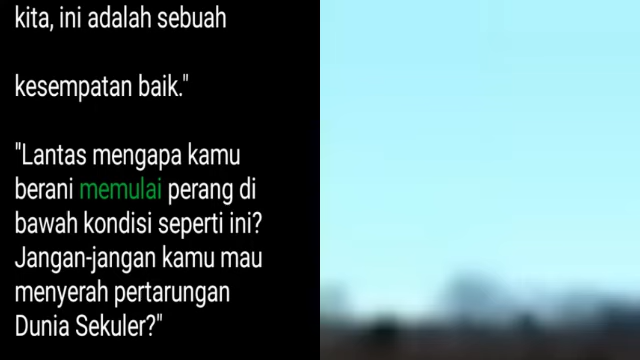 kita, ini adalah sebuah
kesempatan baik."
"Lantas mengapa kamu
berani memulai perang di
bawah kondisi seperti ini?
Jangan-jangan kamu mau
menyerah pertarungan
Dunia Sekuler?"